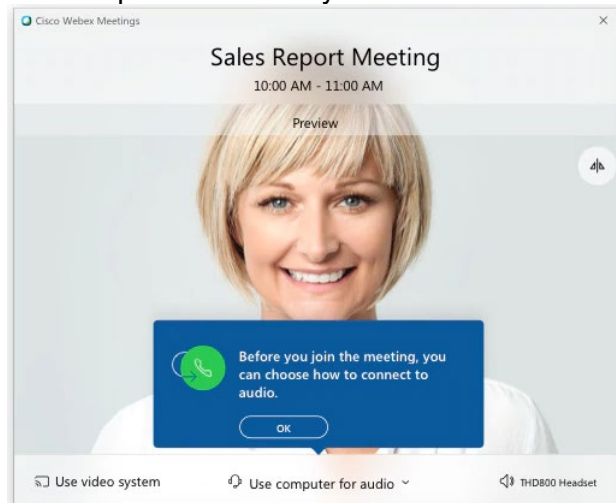 Cisco Webex Meetings
Sales Report Meeting
10:00 AM - 11:00 AM
Preview
Before you join the meeting, you
can choose how to connect to
audio.
OK
Use video system
Use computer for audio
THD800 Headset